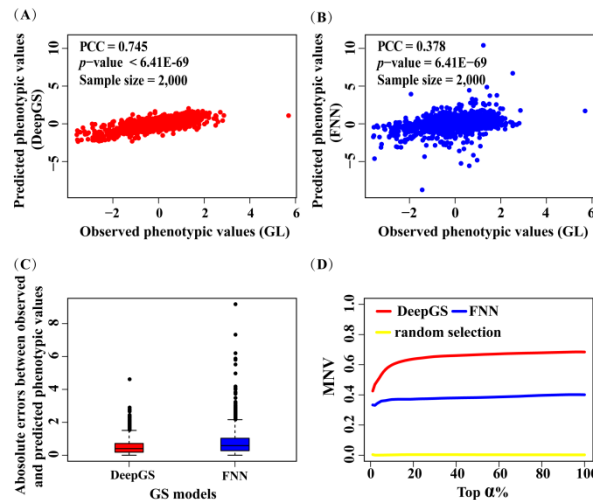 (A)
PCC = 0.745
p-value < 6.41E-69
Sample size = 2,000
Predicted phenotypic values
(DeepGS)
10
5
0
−5
−2
0
2
4
6
Observed phenotypic values (GL)
(B)
PCC = 0.378
p-value = 6.41E−69
Sample size = 2,000
Predicted phenotypic values
(FNN)
10
5
0
−5
−2
0
2
4
6
Observed phenotypic values (GL)
(C)
Abosolute errors between observed
and predicted phenotypic values
8
6
4
2
0
DeepGS
FNN
GS models
(D)
DeepGS
FNN
random selection
MNV
1.0
0.8
0.6
0.4
0.2
0.0
0
20
40
60
80
100
Top α%